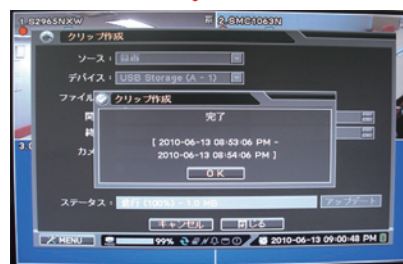 1. S2965NXW
2. SMC1063N
クリップ作成
ソース：録画
デバイス：USB Storage (A - 1)
ファイル
クリップ作成
完了
[ 2010-06-13 08:53:06 PM -
2010-06-13 08:54:06 PM ]
OK
カメ
3.
ステータス： 実行 (100%) - 1.0 MB
アップデート
キャンセル
閉じる
MENU
99%
2010-06-13 09:00:48 PM